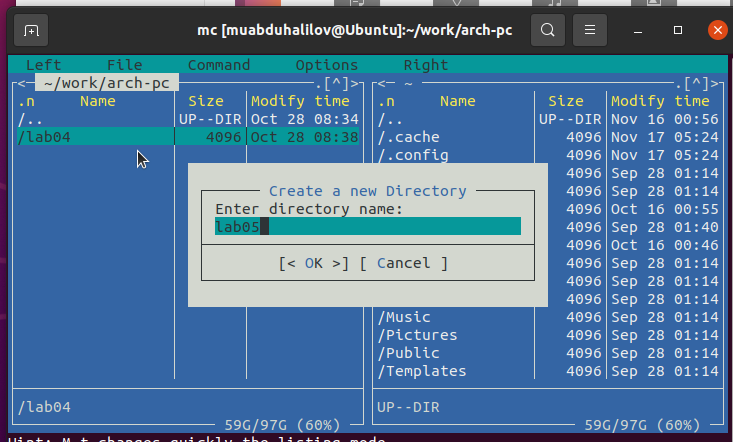 mc [muabduhalilov@Ubuntu]:~/work/arch-pc
Left File Command Options Right
<— ~/work/arch-pc .[^]>
.n Name Size Modify time
/.. UP--DIR Oct 28 08:34
/lab04 4096 Oct 28 08:38
/lab04
59G/97G (60%)
<— ~ .[^]>
.n Name Size Modify time
/.. UP--DIR Nov 16 00:56
/.cache 4096 Nov 17 05:24
/.config 4096 Nov 17 05:24
4096 Sep 28 01:14
4096 Sep 28 01:14
4096 Oct 16 00:55
4096 Sep 28 01:40
4096 Oct 16 00:46
4096 Sep 28 01:14
4096 Sep 28 01:14
4096 Sep 28 01:14
/Music 4096 Sep 28 01:14
/Pictures 4096 Sep 28 01:14
/Public 4096 Sep 28 01:14
/Templates 4096 Sep 28 01:14
UP--DIR
59G/97G (60%)
Create a new Directory
Enter directory name:
lab05
[< OK >] [ Cancel ]
Hint: M-t changes quickly the listing mode.